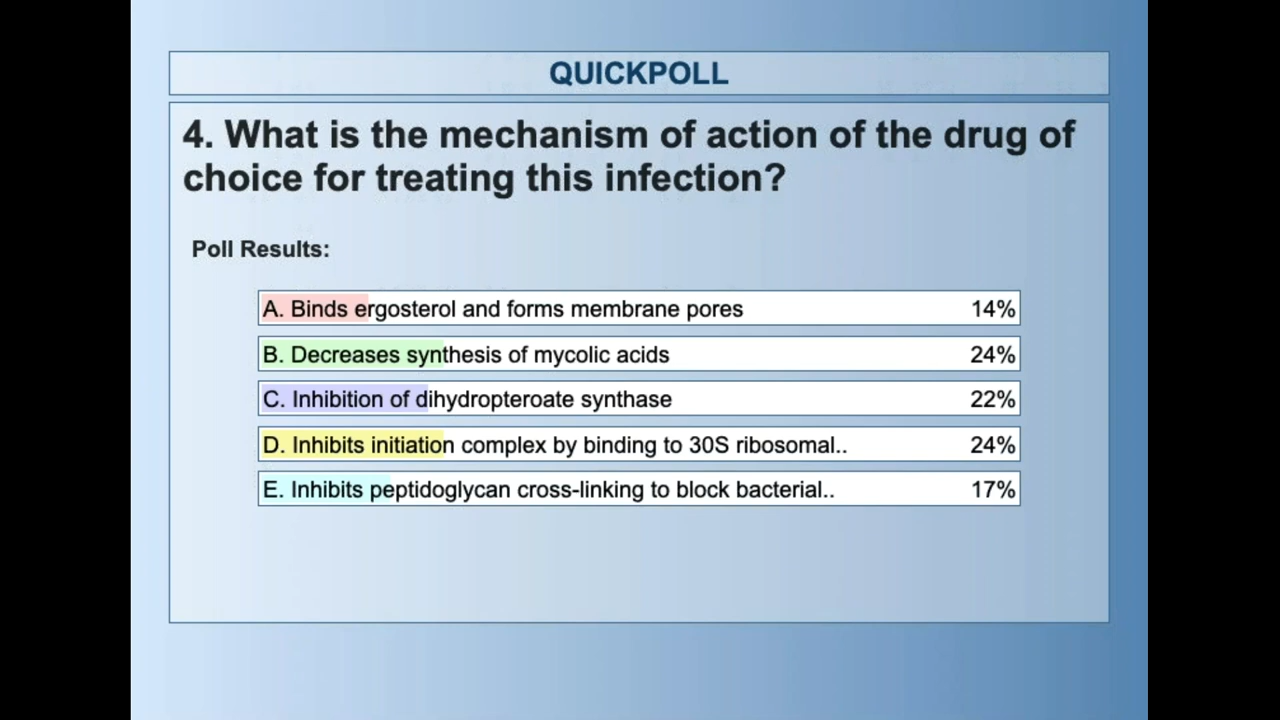 QUICKPOLL
4. What is the mechanism of action of the drug of
choice for treating this infection?
Poll Results:
A. Binds ergosterol and forms membrane pores 14%
B. Decreases synthesis of mycolic acids 24%
C. Inhibition of dihydropteroate synthase 22%
D. Inhibits initiation complex by binding to 30S ribosomal.. 24%
E. Inhibits peptidoglycan cross-linking to block bacterial.. 17%